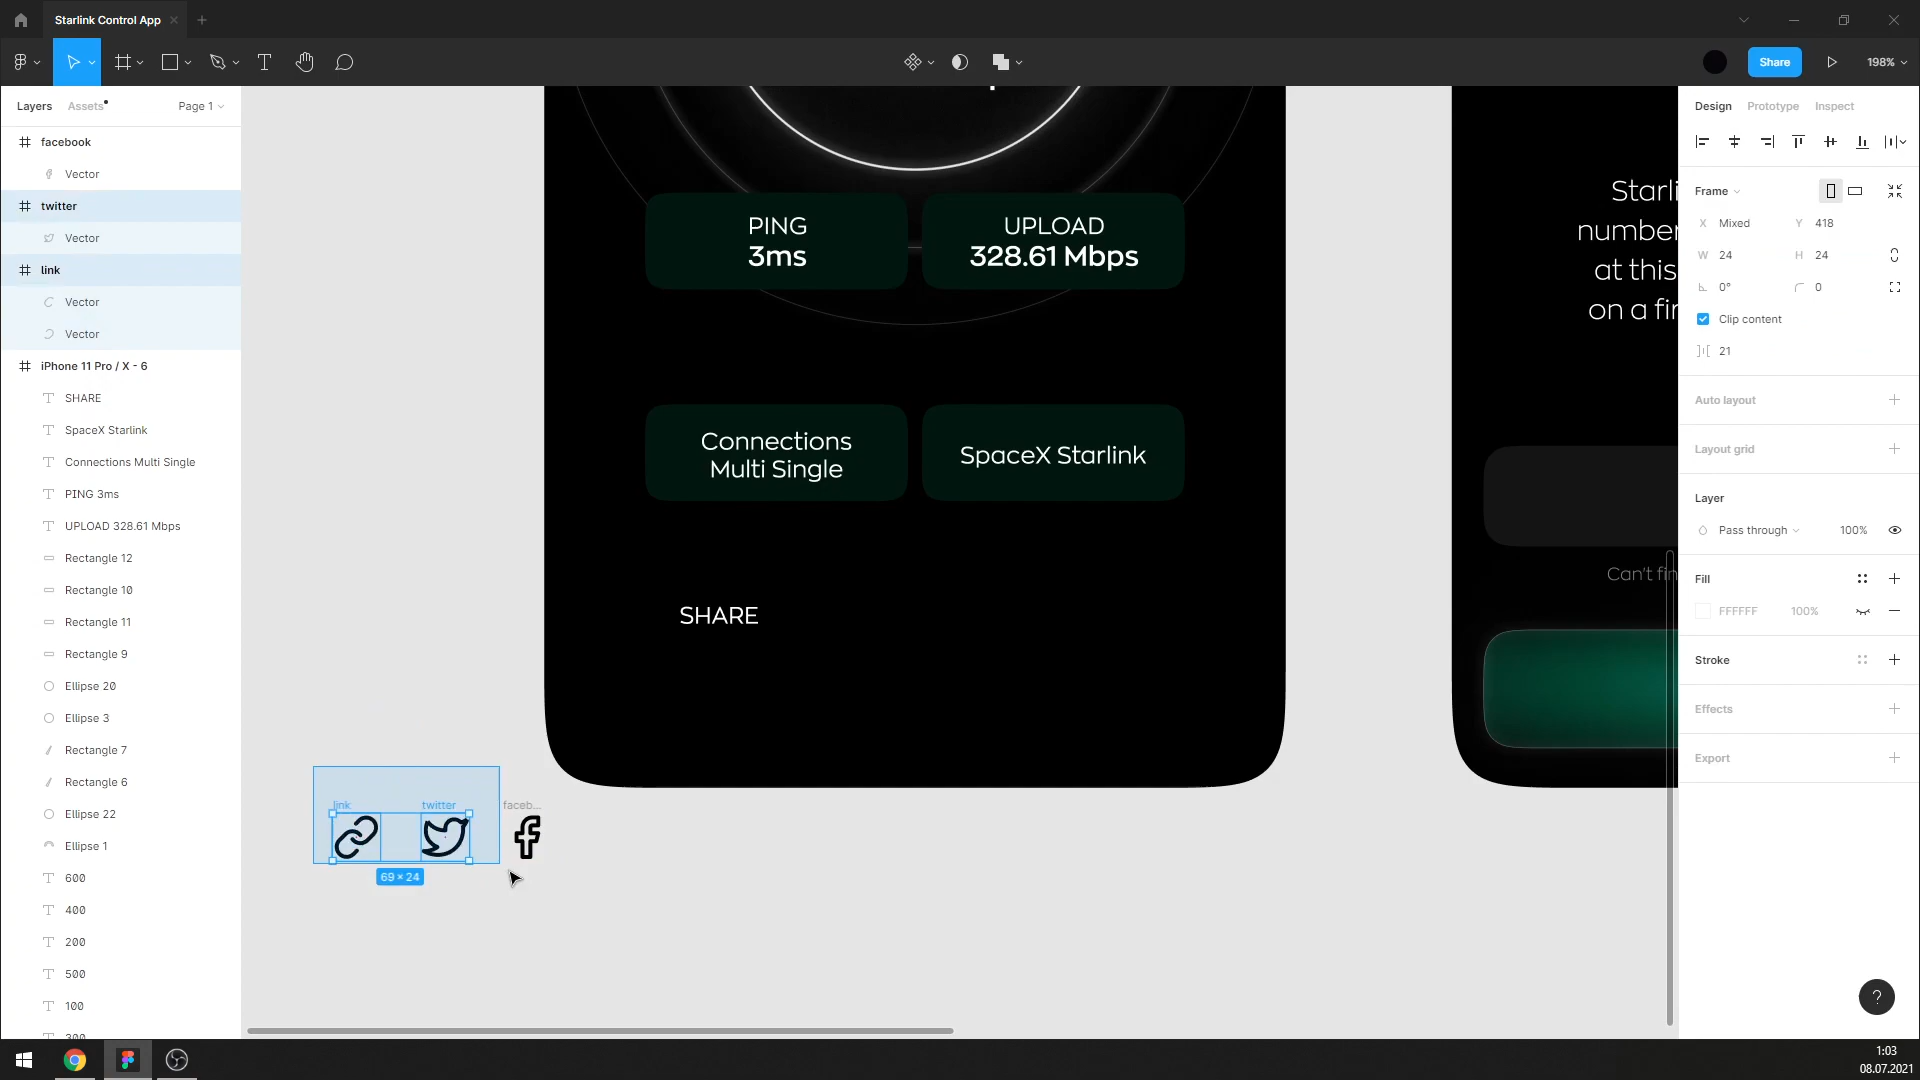 Starlink Control App
Share
198%
Layers
Assets
Page 1
facebook
Vector
twitter
Vector
link
Vector
Vector
iPhone 11 Pro / X - 6
SHARE
SpaceX Starlink
Connections Multi Single
PING 3ms
UPLOAD 328.61 Mbps
Rectangle 12
Rectangle 10
Rectangle 11
Rectangle 9
Ellipse 20
Ellipse 3
Rectangle 7
Rectangle 6
Ellipse 22
Ellipse 1
600
400
200
500
100
300
PING
3ms
UPLOAD
328.61 Mbps
Connections
Multi Single
SpaceX Starlink
SHARE
link
twitter
faceb...
69 × 24
Starli
number
at this
on a fir
Can't fin
Design
Prototype
Inspect
Frame
X Mixed
Y 418
W 24
H 24
0°
0
Clip content
21
Auto layout
Layout grid
Layer
Pass through
100%
Fill
FFFFFF
100%
Stroke
Effects
Export
?
1:03
08.07.2021